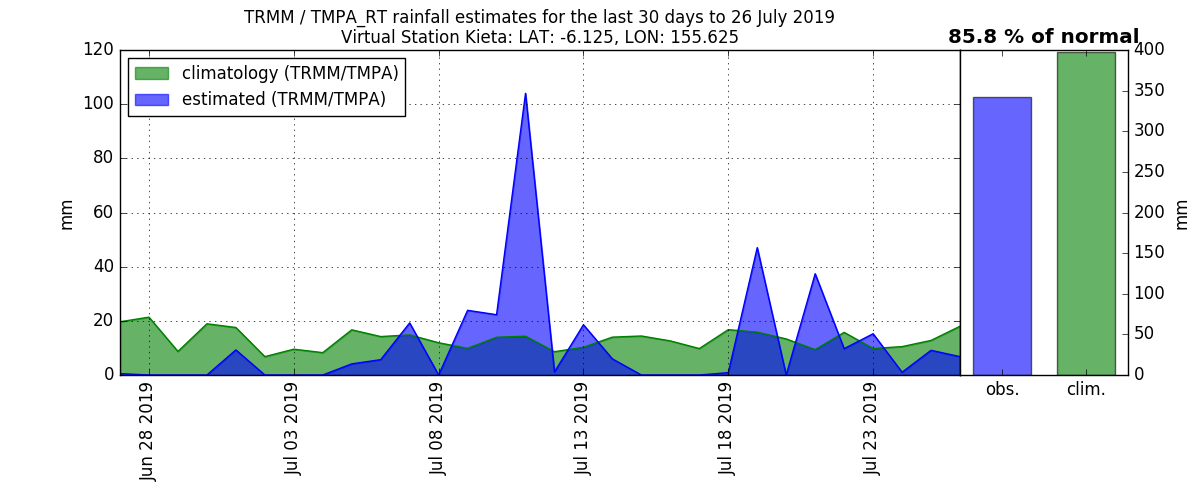 TRMM / TMPA_RT rainfall estimates for the last 30 days to 26 July 2019
Virtual Station Kieta: LAT: -6.125, LON: 155.625
85.8 % of normal
climatology (TRMM/TMPA)
estimated (TRMM/TMPA)
120
100
80
60
40
20
0
mm
Jun 28 2019
Jul 03 2019
Jul 08 2019
Jul 13 2019
Jul 18 2019
Jul 23 2019
400
350
300
250
200
150
100
50
0
mm
obs.
clim.